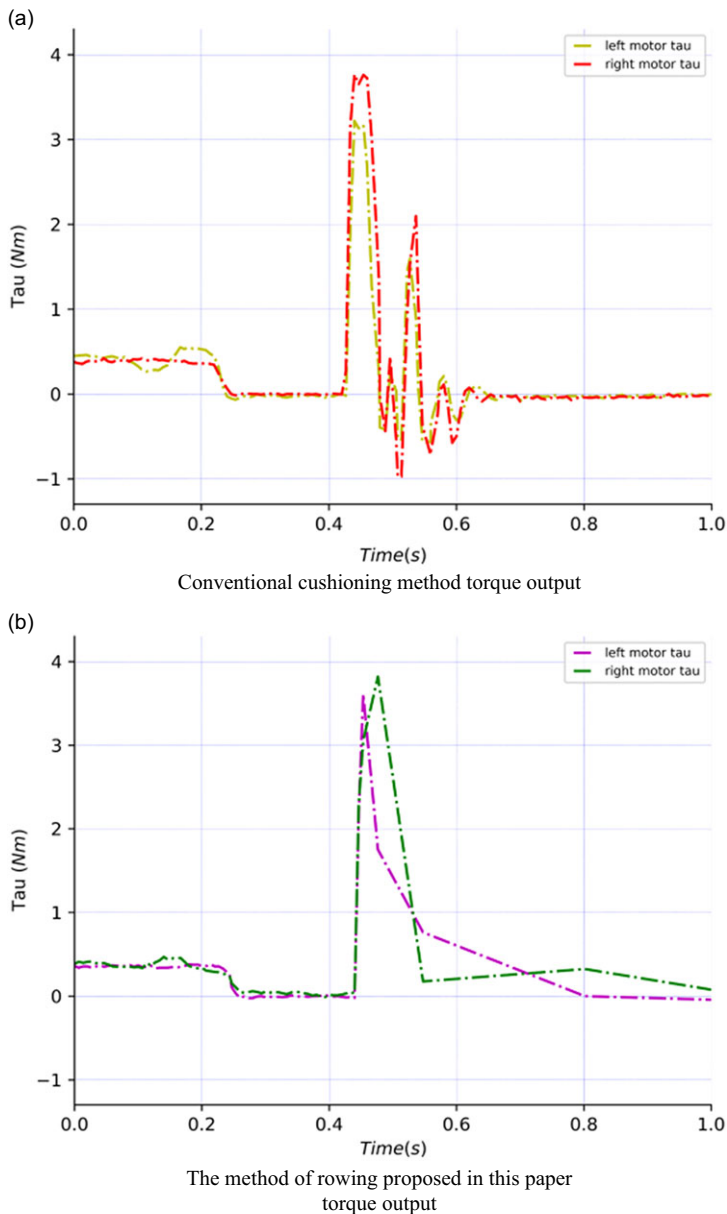 (a)
left motor tau
right motor tau
4
3
2
1
0
−1
Tau (Nm)
0.0 0.2 0.4 0.6 0.8 1.0
Time(s)
Conventional cushioning method torque output
(b)
left motor tau
right motor tau
4
3
2
1
0
−1
Tau (Nm)
0.0 0.2 0.4 0.6 0.8 1.0
Time(s)
The method of rowing proposed in this paper
torque output